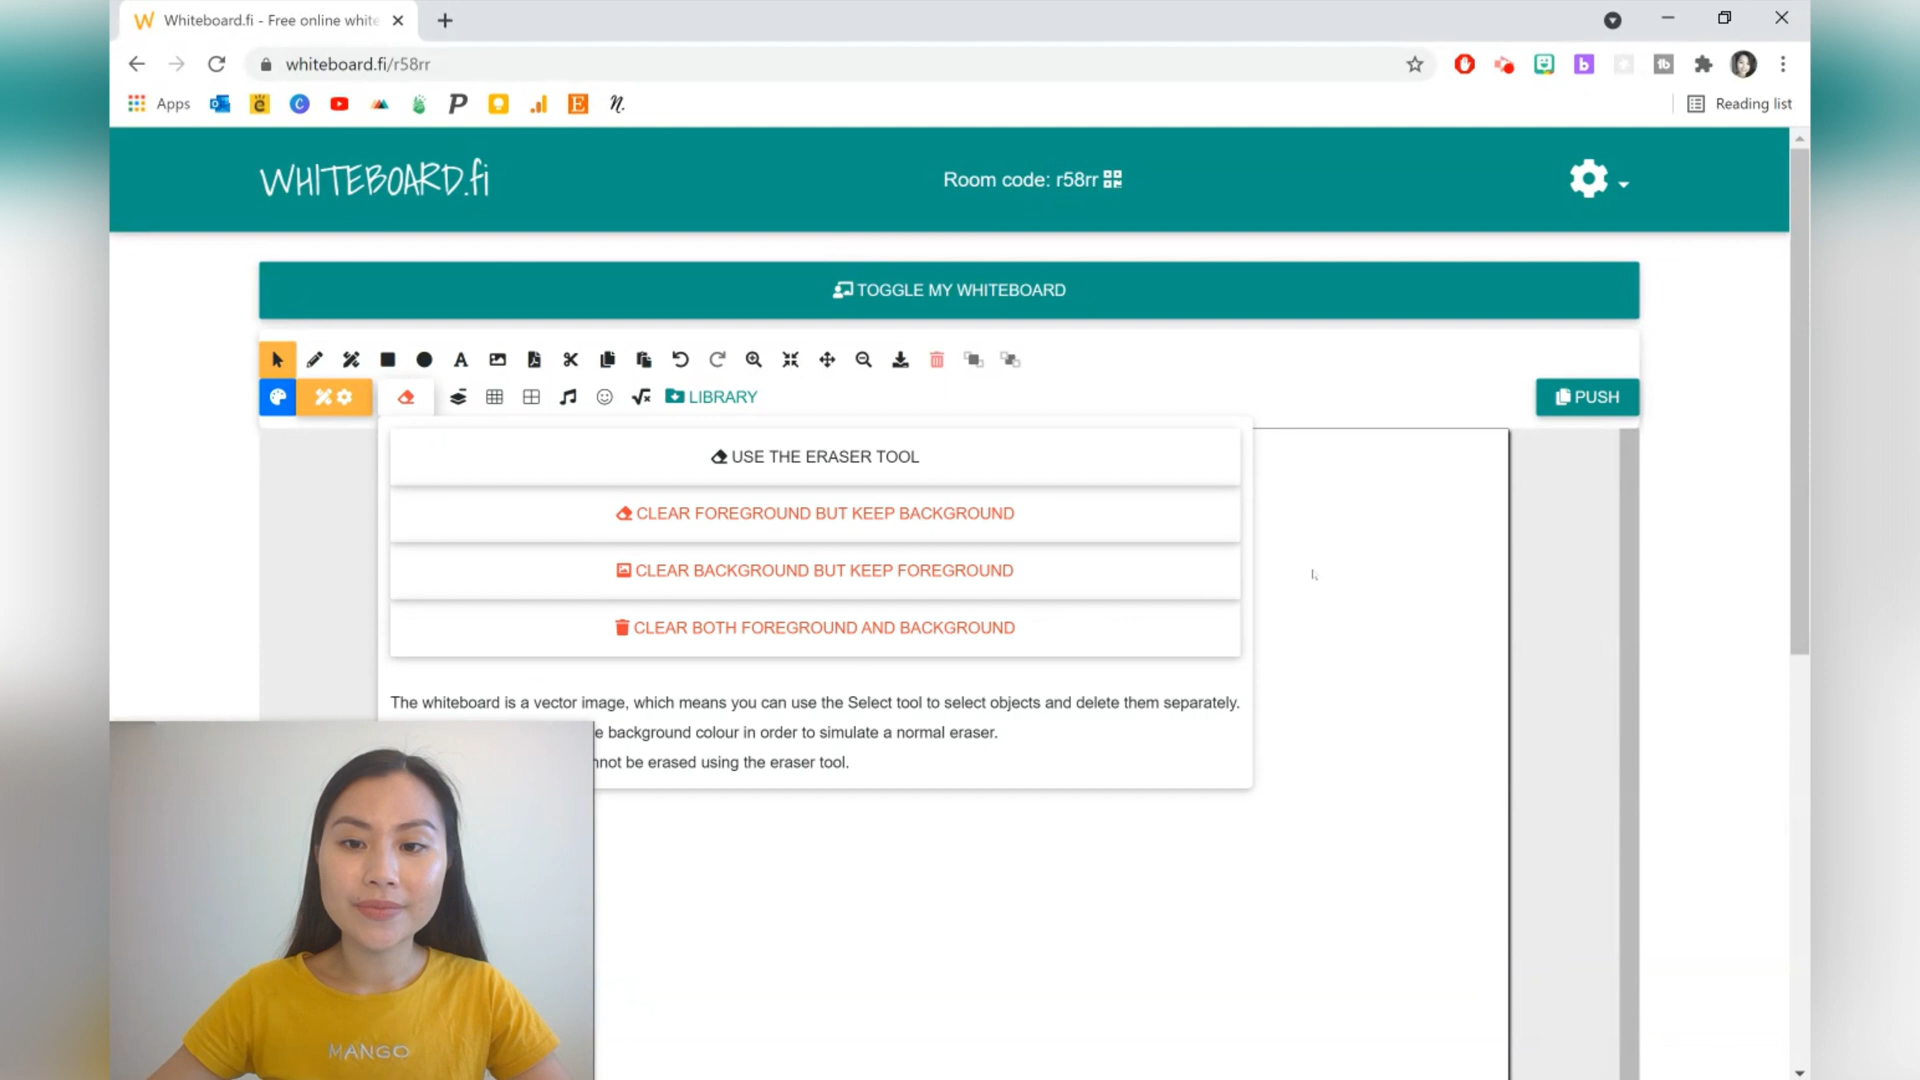 Whiteboard.fi - Free online white
whiteboard.fi/r58rr
Apps
Reading list
WHITEBOARD.fi
Room code: r58rr
TOGGLE MY WHITEBOARD
LIBRARY
PUSH
USE THE ERASER TOOL
CLEAR FOREGROUND BUT KEEP BACKGROUND
CLEAR BACKGROUND BUT KEEP FOREGROUND
CLEAR BOTH FOREGROUND AND BACKGROUND
The whiteboard is a vector image, which means you can use the Select tool to select objects and delete them separately.
background colour in order to simulate a normal eraser.
be erased using the eraser tool.
MANGO